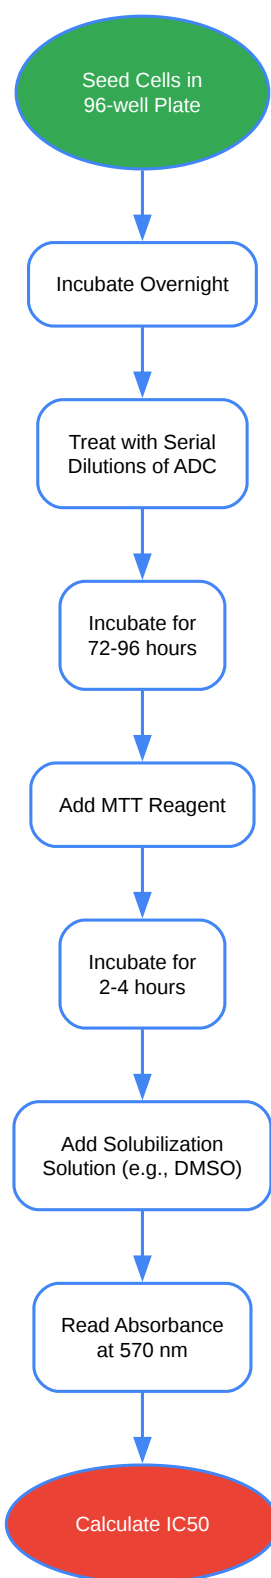 Seed Cells in
96-well Plate
Incubate Overnight
Treat with Serial
Dilutions of ADC
Incubate for
72-96 hours
Add MTT Reagent
Incubate for
2-4 hours
Add Solubilization
Solution (e.g., DMSO)
Read Absorbance
at 570 nm
Calculate IC50